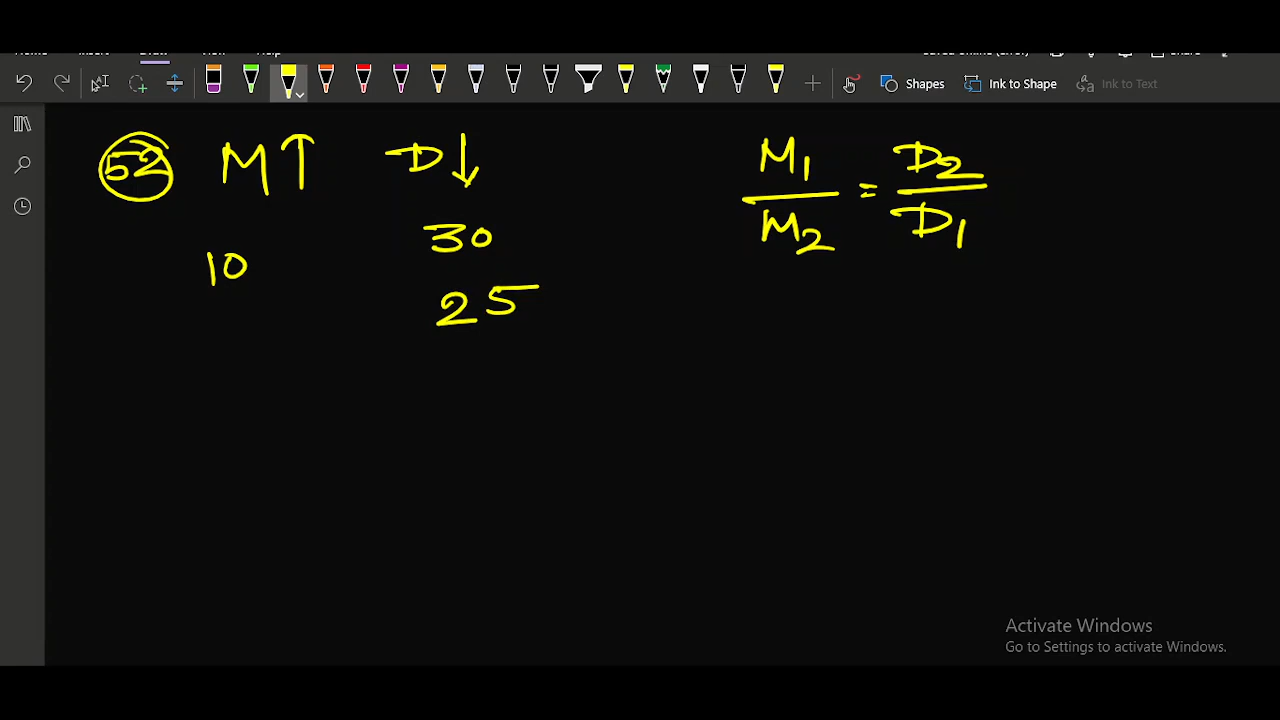 Ink to Text
Shapes
Ink to Shape
52 M↑ D↓
30
10
25
M1/M2 = D2/D1
Activate Windows
Go to Settings to activate Windows.